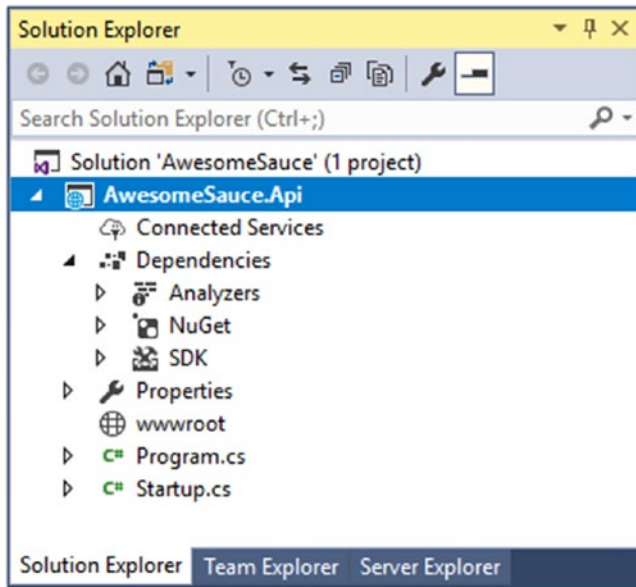 Solution Explorer
Search Solution Explorer (Ctrl+;)
Solution 'AwesomeSauce' (1 project)
AwesomeSauce.Api
Connected Services
Dependencies
Analyzers
NuGet
SDK
Properties
wwwroot
C# Program.cs
C# Startup.cs
Solution Explorer Team Explorer Server Explorer